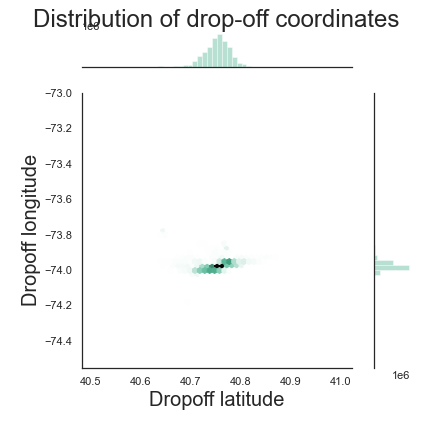 Distribution of drop-off coordinates
1e6
−73.0
−73.2
−73.4
−73.6
−73.8
−74.0
−74.2
−74.4
Dropoff longitude
40.5 40.6 40.7 40.8 40.9 41.0
1e6
Dropoff latitude